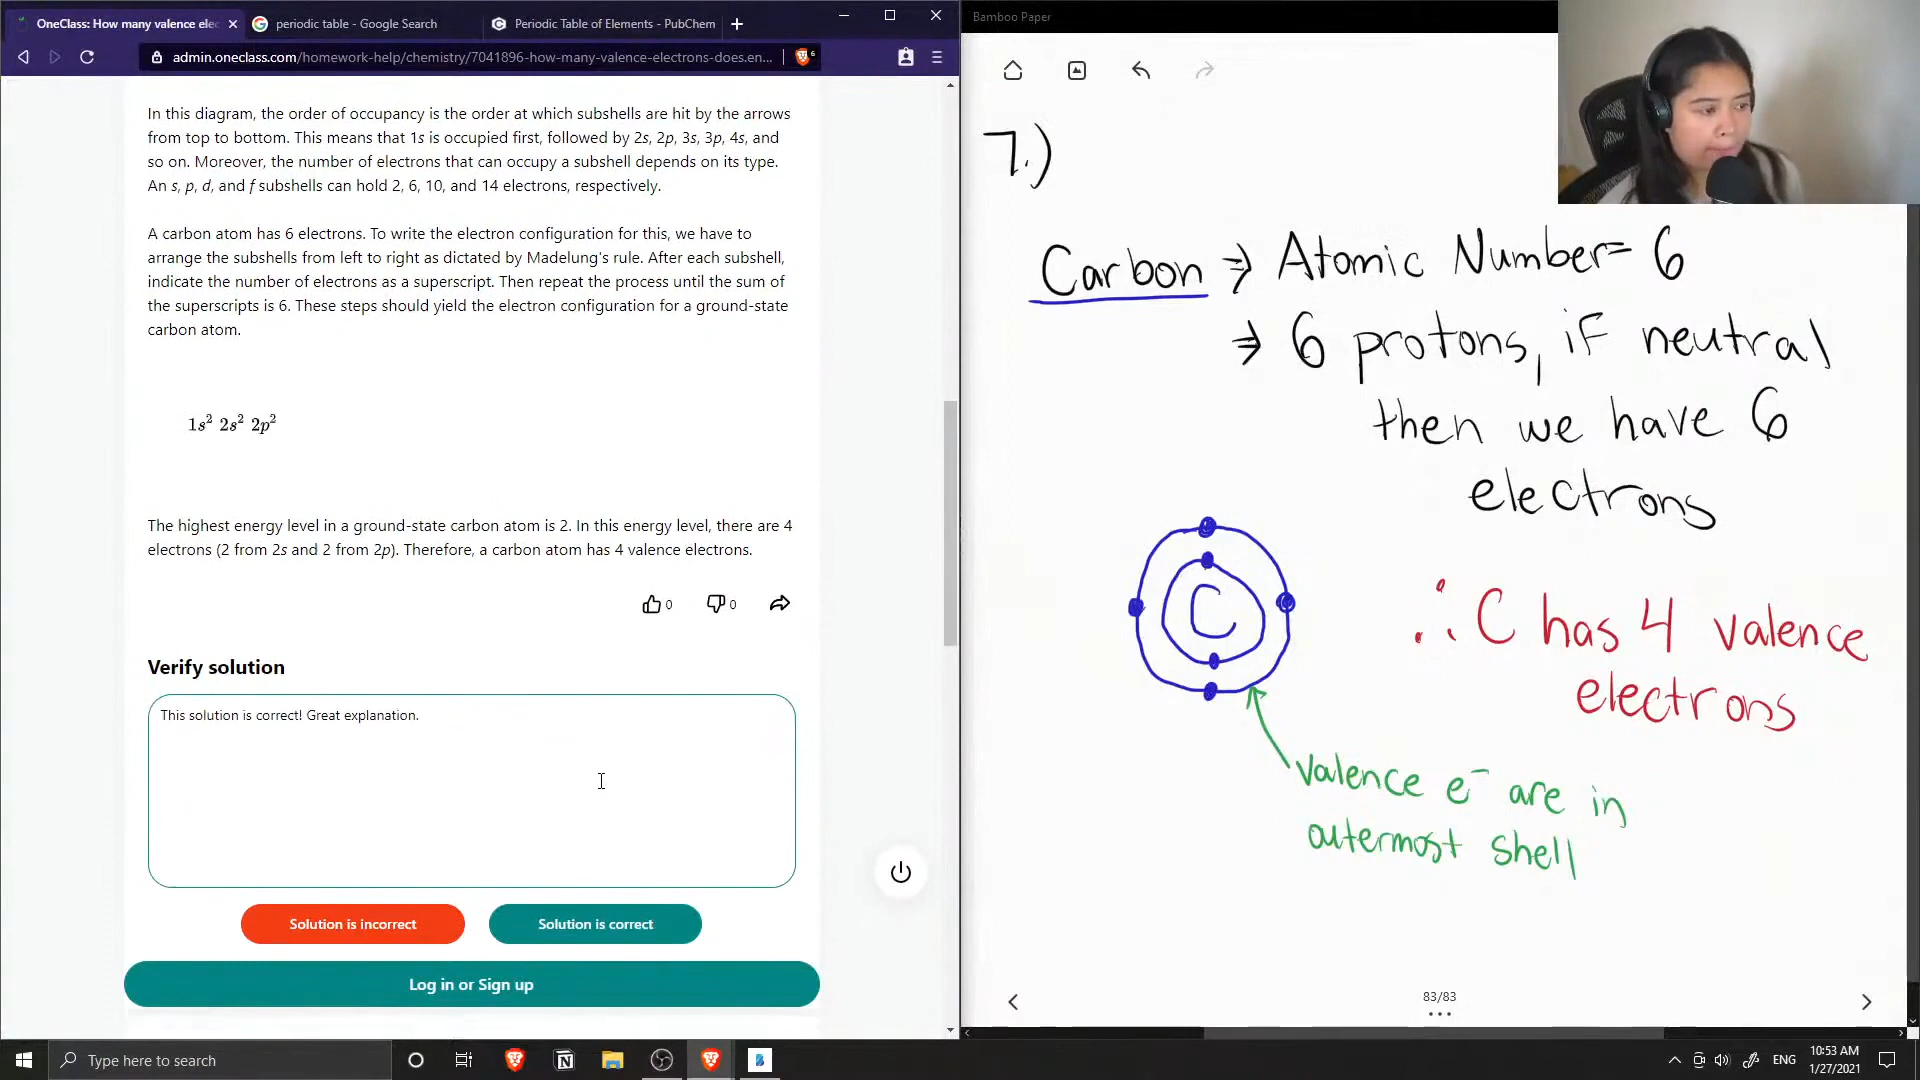 OneClass: How many valence ele
periodic table - Google Search
Periodic Table of Elements - PubChem
admin.oneclass.com/homework-help/chemistry/7041896-how-many-valence-electrons-does.en...
6
In this diagram, the order of occupancy is the order at which subshells are hit by the arrows
from top to bottom. This means that 1s is occupied first, followed by 2s, 2p, 3s, 3p, 4s, and
so on. Moreover, the number of electrons that can occupy a subshell depends on its type.
An s, p, d, and f subshells can hold 2, 6, 10, and 14 electrons, respectively.
A carbon atom has 6 electrons. To write the electron configuration for this, we have to
arrange the subshells from left to right as dictated by Madelung's rule. After each subshell,
indicate the number of electrons as a superscript. Then repeat the process until the sum of
the superscripts is 6. These steps should yield the electron configuration for a ground-state
carbon atom.
1s² 2s² 2p²
The highest energy level in a ground-state carbon atom is 2. In this energy level, there are 4
electrons (2 from 2s and 2 from 2p). Therefore, a carbon atom has 4 valence electrons.
0
0
Verify solution
This solution is correct! Great explanation.
Solution is incorrect
Solution is correct
Log in or Sign up
Bamboo Paper
7.)
Carbon ⇒ Atomic Number = 6
⇒ 6 protons, if neutral
then we have 6
electrons
C
∴ C has 4 valence
electrons
valence e⁻ are in
outermost shell
83/83
Type here to search
ENG
10:53 AM
1/27/2021